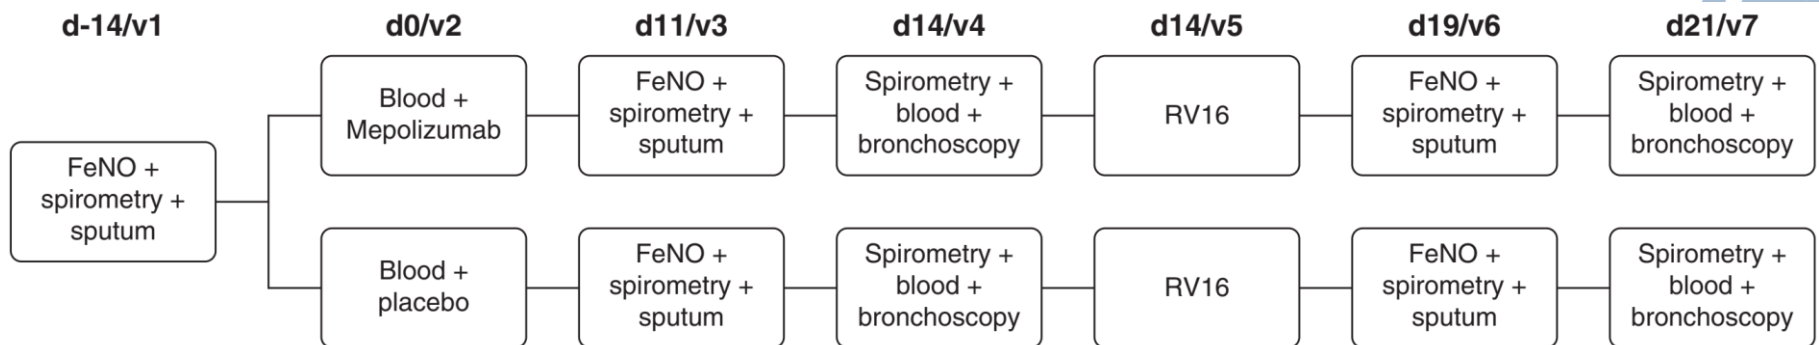 d-14/v1 d0/v2 d11/v3 d14/v4 d14/v5 d19/v6 d21/v7
FeNO +
spirometry +
sputum
Blood +
Mepolizumab
FeNO +
spirometry +
sputum
Spirometry +
blood +
bronchoscopy
RV16
FeNO +
spirometry +
sputum
Spirometry +
blood +
bronchoscopy
Blood +
placebo
FeNO +
spirometry +
sputum
Spirometry +
blood +
bronchoscopy
RV16
FeNO +
spirometry +
sputum
Spirometry +
blood +
bronchoscopy